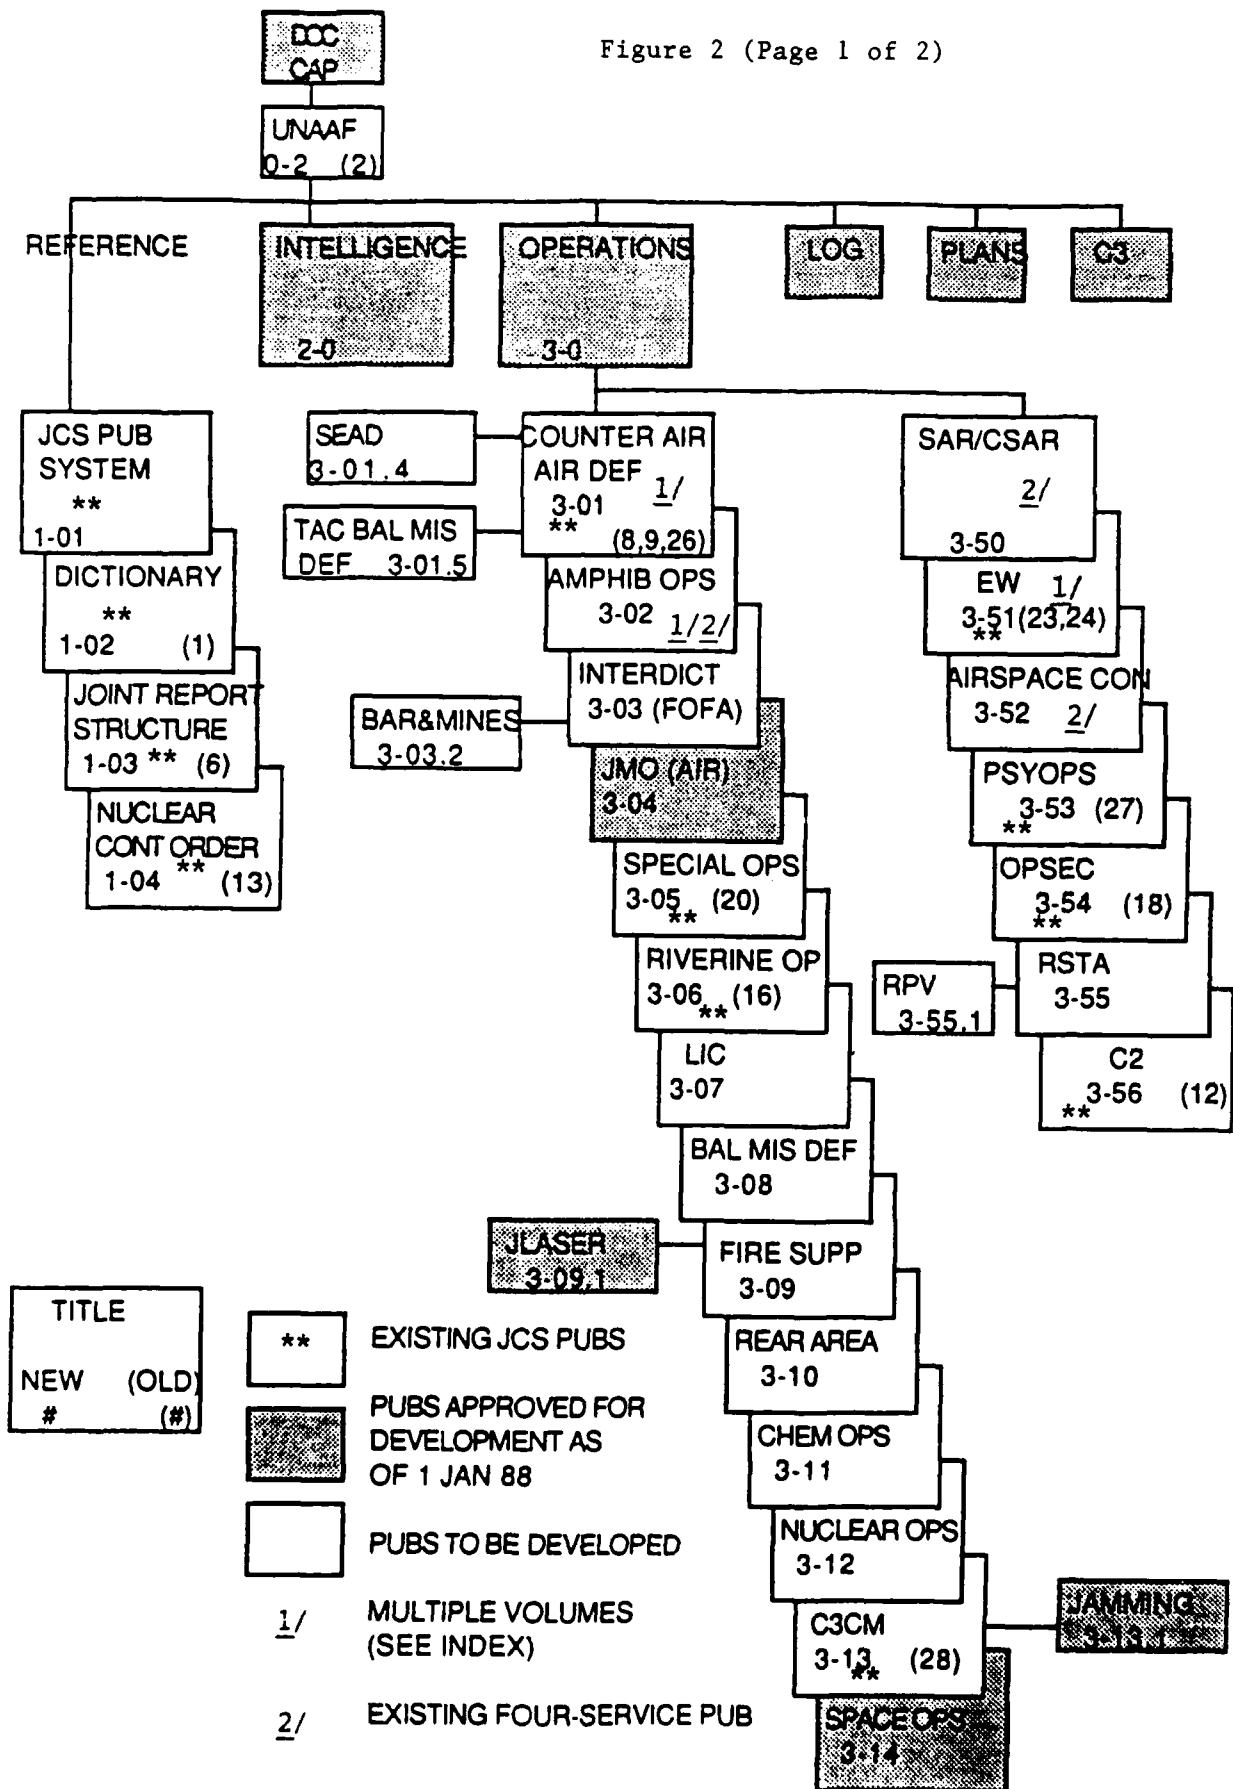 Figure 2 (Page 1 of 2)
DOC
CAP
UNAAF
0-2 (2)
REFERENCE
INTELLIGENCE
2-0
OPERATIONS
3-0
LOG
PLANS
C3
JCS PUB
SYSTEM
**
1-01
DICTIONARY
**
1-02 (1)
JOINT REPORT
STRUCTURE
1-03 ** (6)
NUCLEAR
CONT ORDER
1-04 ** (13)
SEAD
3-01.4
TAC BAL MIS
DEF 3-01.5
COUNTER AIR
AIR DEF
3-01 1/
**
(8,9,26)
AMPHIB OPS
3-02 1/2/
INTERDICT
3-03 (FOFA)
BAR&MINES
3-03.2
JMO (AIR)
3-04
SPECIAL OPS
3-05 (20)
**
RIVERINE OP
3-06 (16)
**
LIC
3-07
BAL MIS DEF
3-08
JLASER
3-09.1
FIRE SUPP
3-09
REAR AREA
3-10
CHEM OPS
3-11
NUCLEAR OPS
3-12
C3CM
3-13 (28)
**
JAMMING
3-13.1
SPACE OPS
3-14
SAR/CSAR
2/
3-50
EW 1/
3-51(23,24)
**
AIRSPACE CON
3-52 2/
PSYOPS
3-53 (27)
**
OPSEC
3-54 (18)
**
RSTA
3-55
RPV
3-55.1
C2
3-56 (12)
**
TITLE
NEW (OLD)
# (#)
** EXISTING JCS PUBS
PUBS APPROVED FOR
DEVELOPMENT AS
OF 1 JAN 88
PUBS TO BE DEVELOPED
1/ MULTIPLE VOLUMES
(SEE INDEX)
2/ EXISTING FOUR-SERVICE PUB